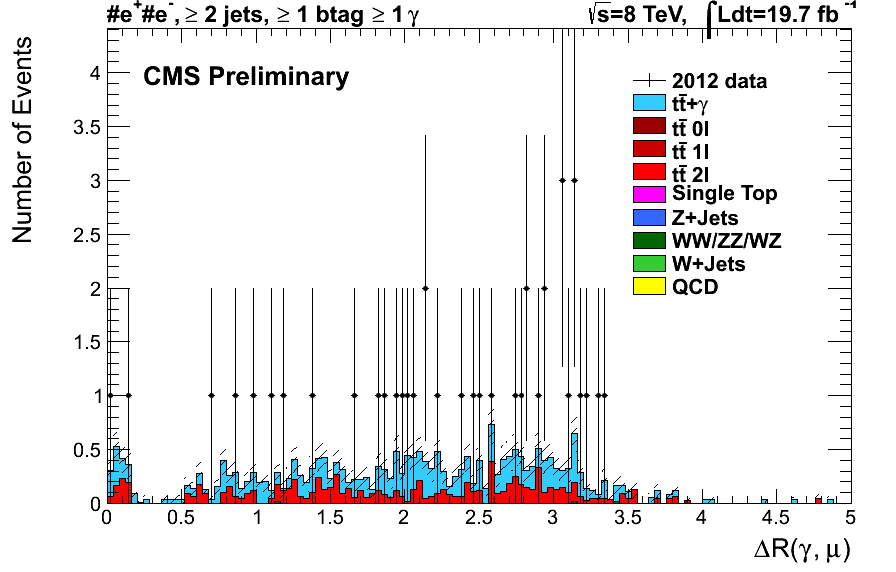 #e⁺#e⁻, ≥ 2 jets, ≥ 1 btag ≥ 1 γ
√s=8 TeV, ∫Ldt=19.7 fb⁻¹
CMS Preliminary
2012 data
tt̄+γ
tt̄ 0l
tt̄ 1l
tt̄ 2l
Single Top
Z+Jets
WW/ZZ/WZ
W+Jets
QCD
Number of Events
4
3.5
3
2.5
2
1.5
1
0.5
0
0 0.5 1 1.5 2 2.5 3 3.5 4 4.5 5
ΔR(γ, μ)